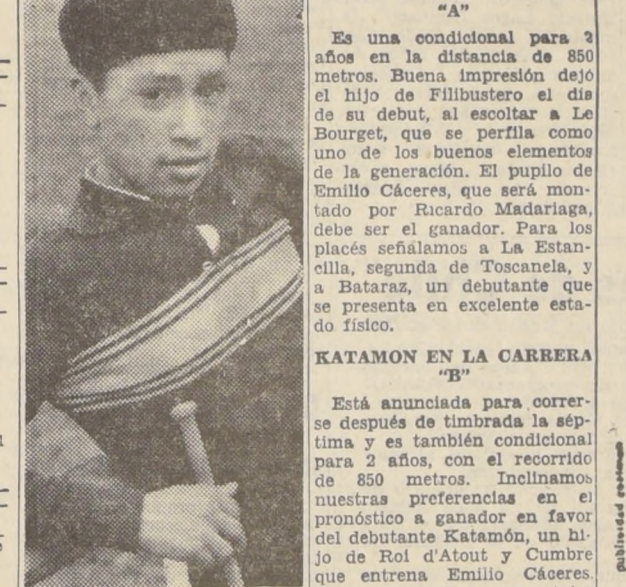 "A"
Es una condicional para 2
años en la distancia de 850
metros. Buena impresión dejó
el hijo de Filibustero el día
de su debut, al escoltar a Le
Bourget, que se perfila como
uno de los buenos elementos
de la generación. El pupilo de
Emilio Cáceres, que será mon-
tado por Ricardo Madariaga,
debe ser el ganador. Para los
placés señalamos a La Estan-
cilla, segunda de Toscanela, y
a Bataraz, un debutante que
se presenta en excelente esta-
do físico.
KATAMON EN LA CARRERA
"B"
Está anunciada para correr-
se después de timbrada la sép-
tima y es también condicional
para 2 años, con el recorrido
de 850 metros. Inclinamos
nuestras preferencias en el
pronóstico a ganador en favor
del debutante Katamón, un hi-
jo de Roi d'Atout y Cumbre
que entrena Emilio Cáceres.
publicidad